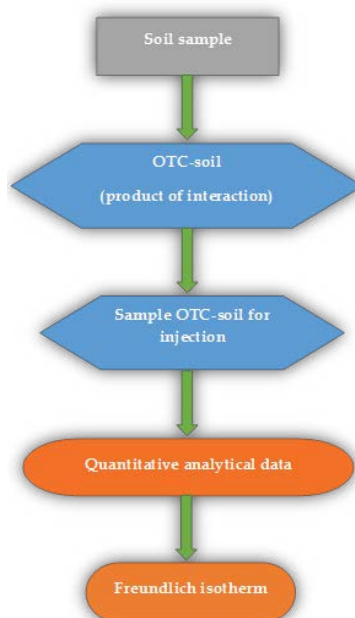 Soil sample
OTC-soil
(product of interaction)
Sample OTC-soil for
injection
Quantitative analytical data
Freundlich isotherm